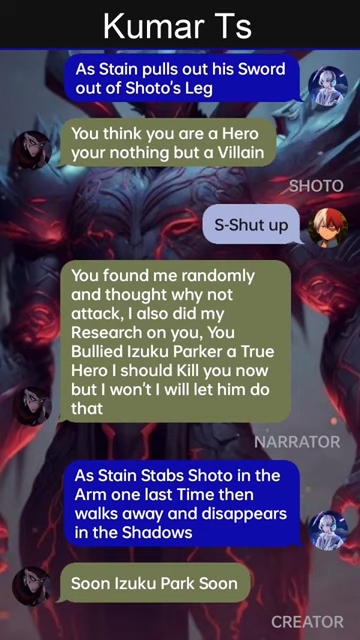 Kumar Ts
As Stain pulls out his Sword
out of Shoto's Leg
You think you are a Hero
your nothing but a Villain
SHOTO
S-Shut up
You found me randomly
and thought why not
attack, I also did my
Research on you, You
Bullied Izuku Parker a True
Hero I should Kill you now
but I won't I will let him do
that
NARRATOR
As Stain Stabs Shoto in the
Arm one last Time then
walks away and disappears
in the Shadows
Soon Izuku Park Soon
CREATOR